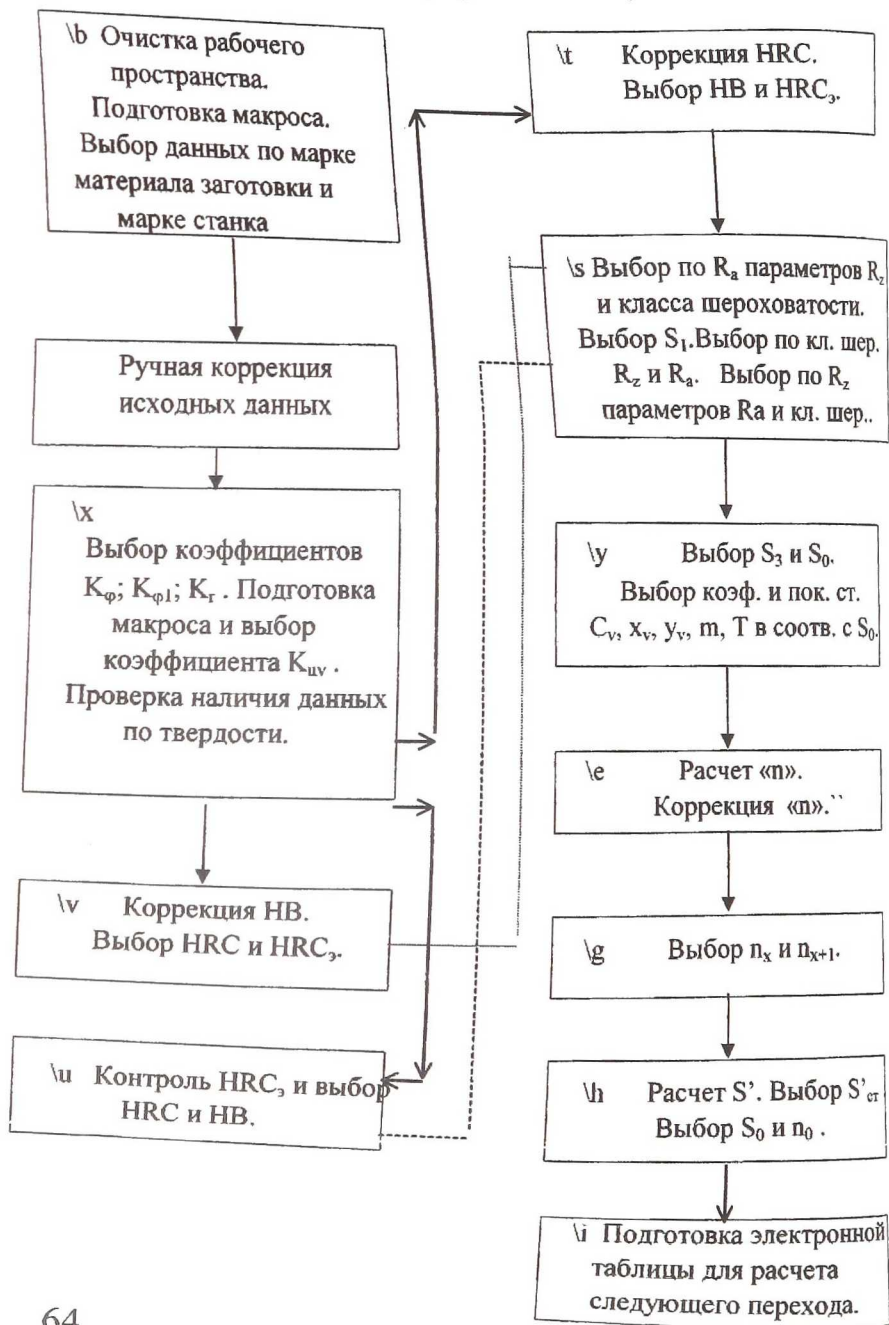 \b Очистка рабочего
пространства.
Подготовка макроса.
Выбор данных по марке
материала заготовки и
марке станка
Ручная коррекция
исходных данных
\x
Выбор коэффициентов
Kφ; Kφ1; Kг . Подготовка
макроса и выбор
коэффициента Kиv .
Проверка наличия данных
по твердости.
\v Коррекция НВ.
Выбор HRC и HRCэ.
\u Контроль HRCэ и выбор
HRC и НВ.
\t Коррекция HRC.
Выбор НВ и HRCэ.
\s Выбор по Ra параметров Rz
и класса шероховатости.
Выбор S1.Выбор по кл. шер.
Rz и Ra. Выбор по Rz
параметров Ra и кл. шер..
\y Выбор S3 и S0.
Выбор коэф. и пок. ст.
Cv, xv, yv, m, T в соотв. с S0.
\e Расчет «n».
Коррекция «n».``
\g Выбор nx и nx+1.
\h Расчет S’. Выбор S’ст
Выбор S0 и n0 .
\i Подготовка электронной
таблицы для расчета
следующего перехода.
64